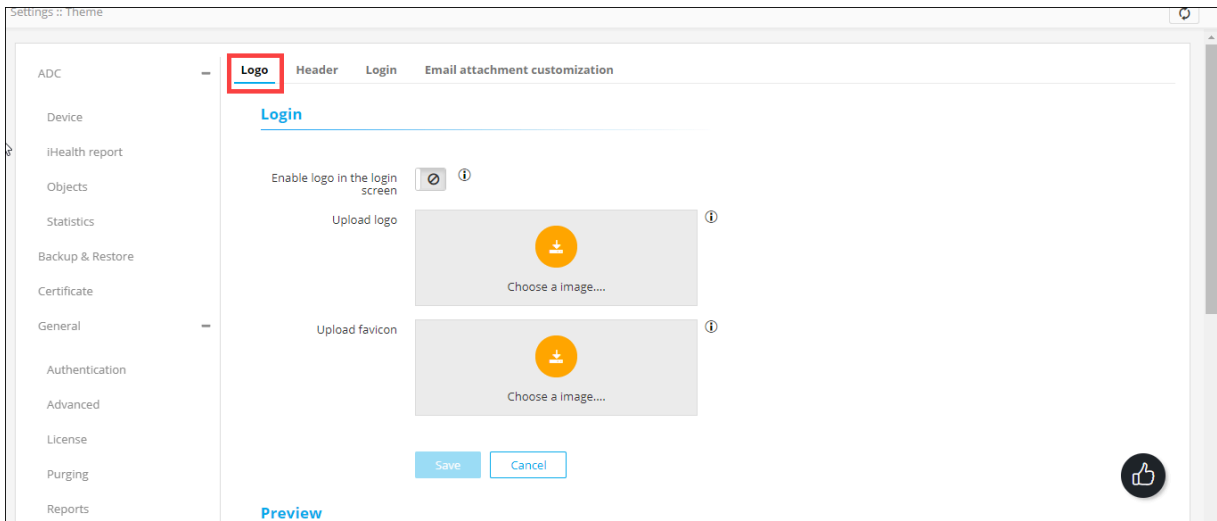 Settings :: Theme
ADC
Device
iHealth report
Objects
Statistics
Backup & Restore
Certificate
General
Authentication
Advanced
License
Purging
Reports
Logo Header Login Email attachment customization
Login
Enable logo in the login
screen
Upload logo
Choose a image....
Upload favicon
Choose a image....
Save Cancel
Preview